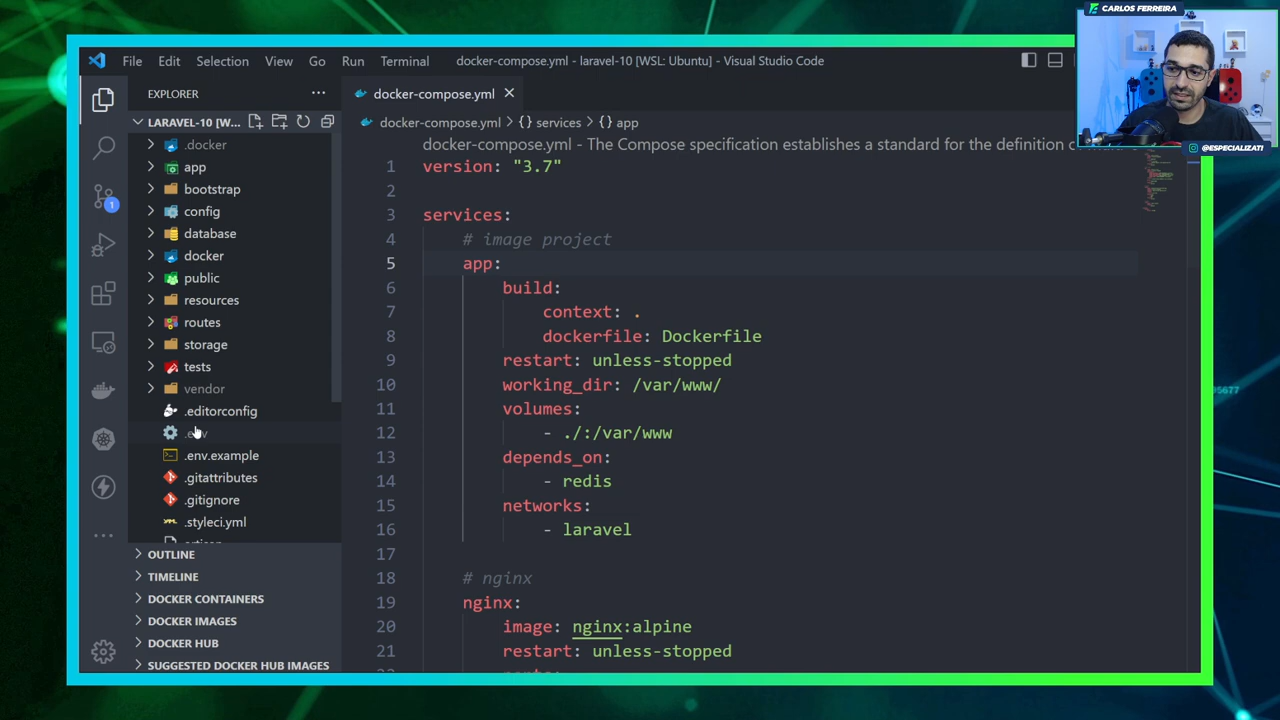 CARLOS FERREIRA
@ESPECIALIZATI
File Edit Selection View Go Run Terminal
docker-compose.yml - laravel-10 [WSL: Ubuntu] - Visual Studio Code
EXPLORER
LARAVEL-10 [W...
.docker
app
bootstrap
config
database
docker
public
resources
routes
storage
tests
vendor
.editorconfig
.env.example
.gitattributes
.gitignore
.styleci.yml
OUTLINE
TIMELINE
DOCKER CONTAINERS
DOCKER IMAGES
DOCKER HUB
SUGGESTED DOCKER HUB IMAGES
1
docker-compose.yml
docker-compose.yml > {} services > {} app
docker-compose.yml - The Compose specification establishes a standard for the definition of
1 version: "3.7"
2
3 services:
4 # image project
5 app:
6 build:
7 context: .
8 dockerfile: Dockerfile
9 restart: unless-stopped
10 working_dir: /var/www/
11 volumes:
12 - ./:/var/www
13 depends_on:
14 - redis
15 networks:
16 - laravel
17
18 # nginx
19 nginx:
20 image: nginx:alpine
21 restart: unless-stopped